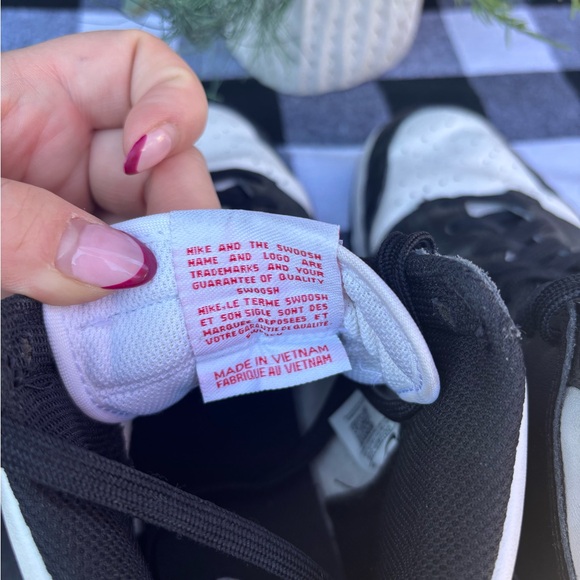 NIKE AND THE SWOOSH
NAME AND LOGO ARE
TRADEMARKS AND YOUR
GUARANTEE OF QUALITY
SWOOSH
NIKE.LE TERME SWOOSH
ET SON SIGLE SONT DES
MARQUES DEPOSEES ET
VOTRE GARANTIE DE QUALITE
MADE IN VIETNAM
FABRIQUE AU VIETNAM